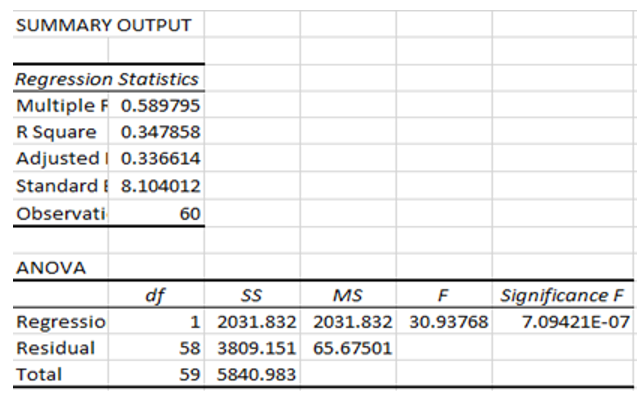 SUMMARY OUTPUT
Regression Statistics
Multiple R 0.589795
R Square 0.347858
Adjusted 0.336614
Standard E 8.104012
Observati 60
ANOVA
df SS MS F Significance F
Regressio 1 2031.832 2031.832 30.93768 7.09421E-07
Residual 58 3809.151 65.67501
Total 59 5840.983